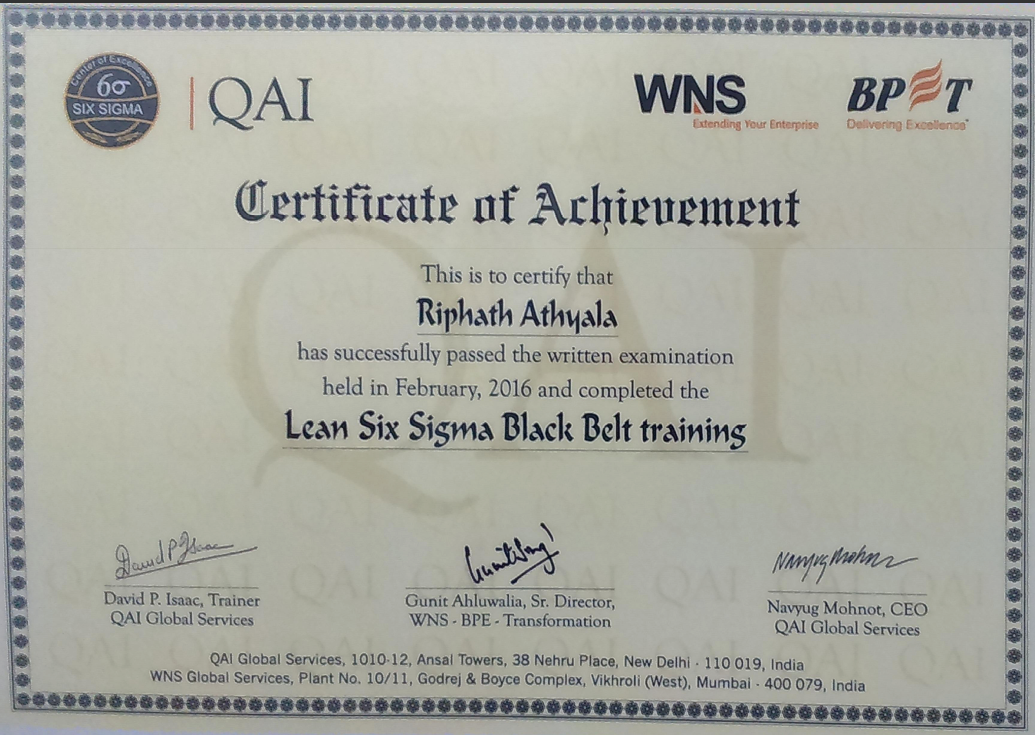 Center of Excellence
6σ
SIX SIGMA
QAI
WNS
Extending Your Enterprise
BPET
Delivering Excellence
Certificate of Achievement
This is to certify that
Riphath Athyala
has successfully passed the written examination
held in February, 2016 and completed the
Lean Six Sigma Black Belt training
David P. Isaac, Trainer
QAI Global Services
Gunit Ahluwalia, Sr. Director,
WNS - BPE - Transformation
Navyug Mohnot, CEO
QAI Global Services
QAI Global Services, 1010-12, Ansal Towers, 38 Nehru Place, New Delhi - 110 019, India
WNS Global Services, Plant No. 10/11, Godrej & Boyce Complex, Vikhroli (West), Mumbai - 400 079, India